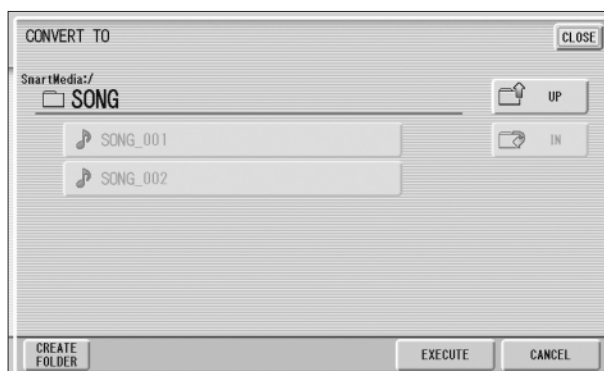 CONVERT TO
CLOSE
SmartMedia:/
SONG
UP
SONG_001
IN
SONG_002
CREATE
FOLDER
EXECUTE
CANCEL